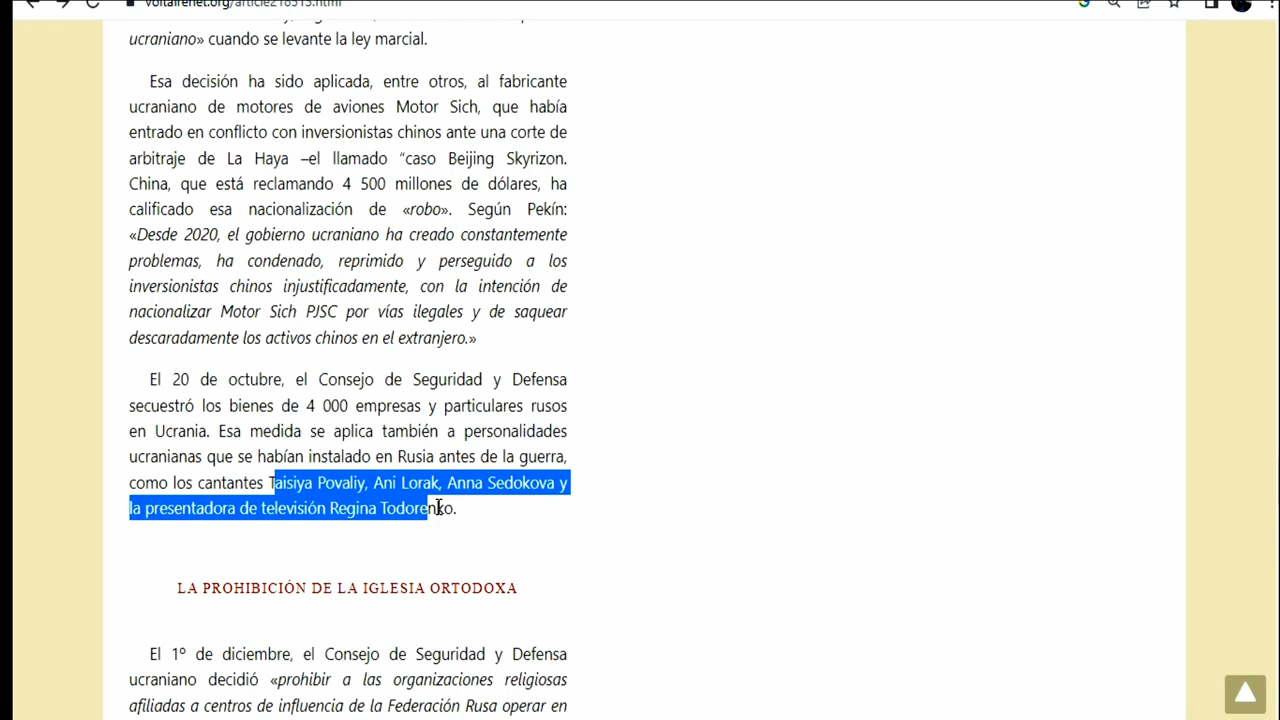 voltairenet.org/article218513.html
ucraniano» cuando se levante la ley marcial.
Esa decisión ha sido aplicada, entre otros, al fabricante
ucraniano de motores de aviones Motor Sich, que había
entrado en conflicto con inversionistas chinos ante una corte de
arbitraje de La Haya –el llamado “caso Beijing Skyrizon.
China, que está reclamando 4 500 millones de dólares, ha
calificado esa nacionalización de «robo». Según Pekín:
«Desde 2020, el gobierno ucraniano ha creado constantemente
problemas, ha condenado, reprimido y perseguido a los
inversionistas chinos injustificadamente, con la intención de
nacionalizar Motor Sich PJSC por vías ilegales y de saquear
descaradamente los activos chinos en el extranjero.»
El 20 de octubre, el Consejo de Seguridad y Defensa
secuestró los bienes de 4 000 empresas y particulares rusos
en Ucrania. Esa medida se aplica también a personalidades
ucranianas que se habían instalado en Rusia antes de la guerra,
como los cantantes Taisiya Povaliy, Ani Lorak, Anna Sedokova y
la presentadora de televisión Regina Todorenko.
LA PROHIBICIÓN DE LA IGLESIA ORTODOXA
El 1º de diciembre, el Consejo de Seguridad y Defensa
ucraniano decidió «prohibir a las organizaciones religiosas
afiliadas a centros de influencia de la Federación Rusa operar en